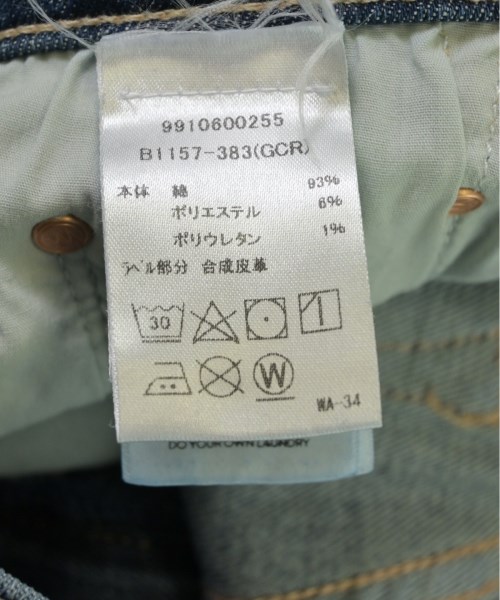 9910600255
B1157-383(GCR)
本体 綿 93%
ポリエステル 6%
ポリウレタン 1%
ラベル部分 合成皮革
30
W
WA-34
DO YOUR OWN LAUNDRY